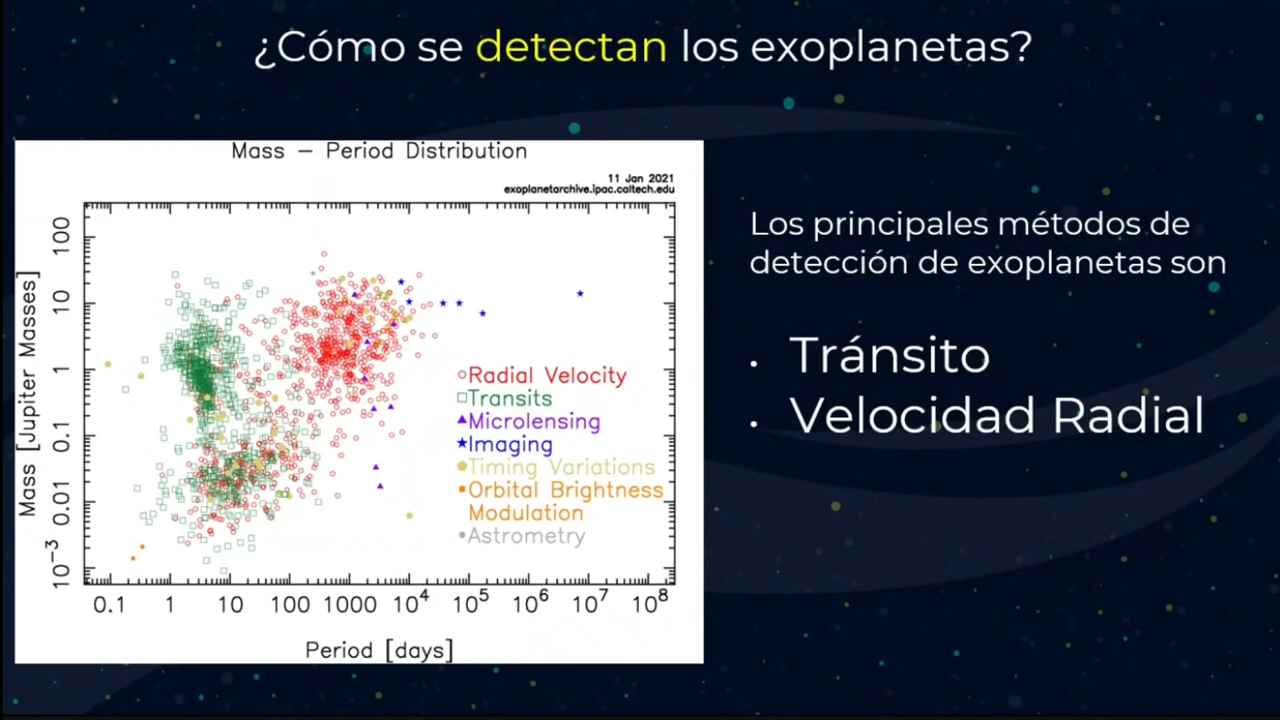 ¿Cómo se detectan los exoplanetas?
Mass – Period Distribution
11 Jan 2021
exoplanetarchive.ipac.caltech.edu
Mass [Jupiter Masses]
100
10
1
0.1
0.01
10⁻³
Radial Velocity
Transits
Microlensing
Imaging
Timing Variations
Orbital Brightness
Modulation
Astrometry
0.1 1 10 100 1000 10⁴ 10⁵ 10⁶ 10⁷ 10⁸
Period [days]
Los principales métodos de
detección de exoplanetas son
• Tránsito
• Velocidad Radial